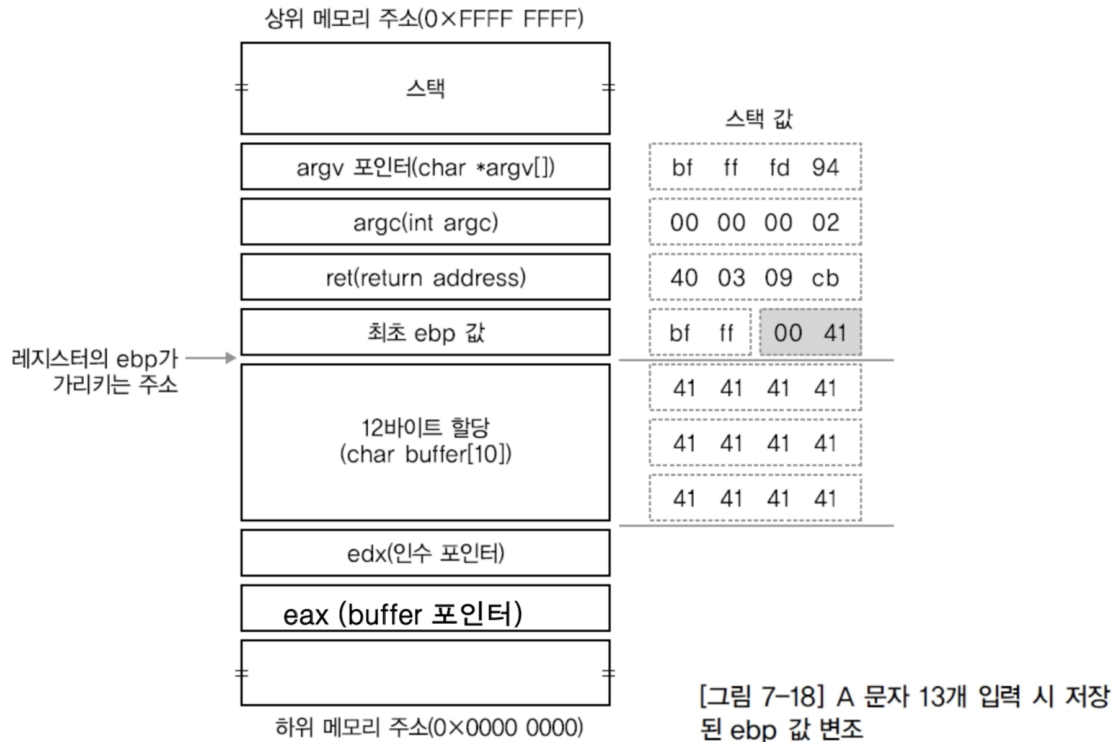 상위 메모리 주소(0×FFFF FFFF)
스택
스택 값
argv 포인터(char *argv[])
bf ff fd 94
argc(int argc)
00 00 00 02
ret(return address)
40 03 09 cb
최초 ebp 값
bf ff 00 41
레지스터의 ebp가
가리키는 주소
12바이트 할당
(char buffer[10])
41 41 41 41
41 41 41 41
41 41 41 41
edx(인수 포인터)
eax (buffer 포인터)
하위 메모리 주소(0×0000 0000)
[그림 7-18] A 문자 13개 입력 시 저장
된 ebp 값 변조